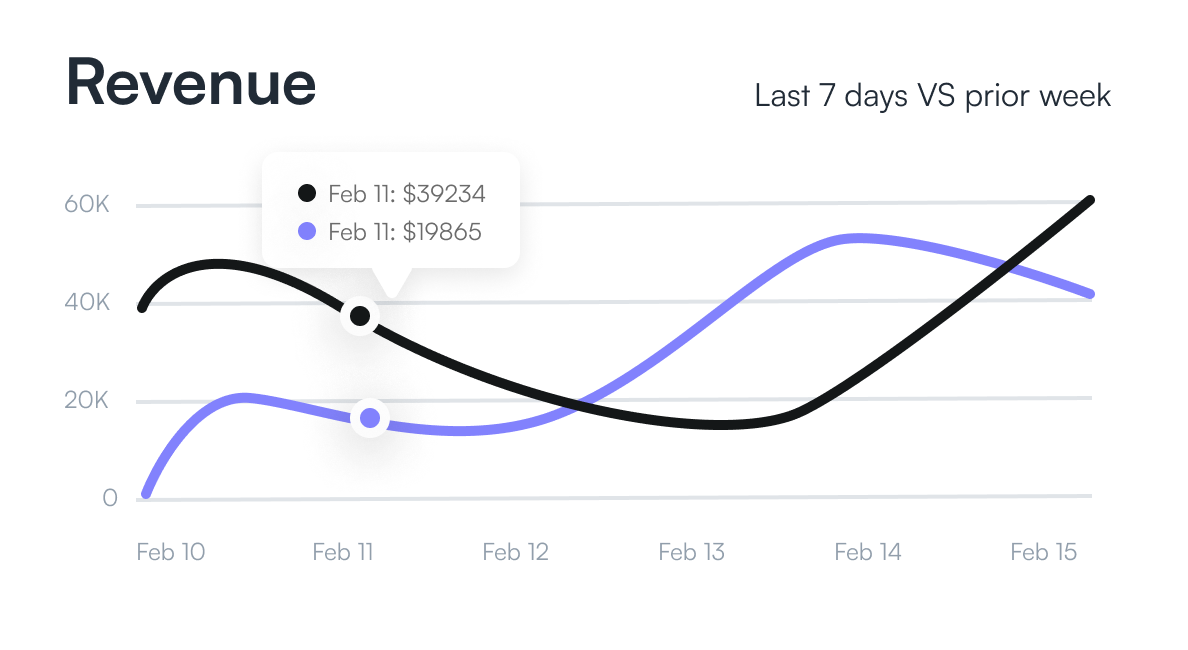 Revenue
Last 7 days VS prior week
Feb 11: $39234
Feb 11: $19865
60K
40K
20K
0
Feb 10 Feb 11 Feb 12 Feb 13 Feb 14 Feb 15